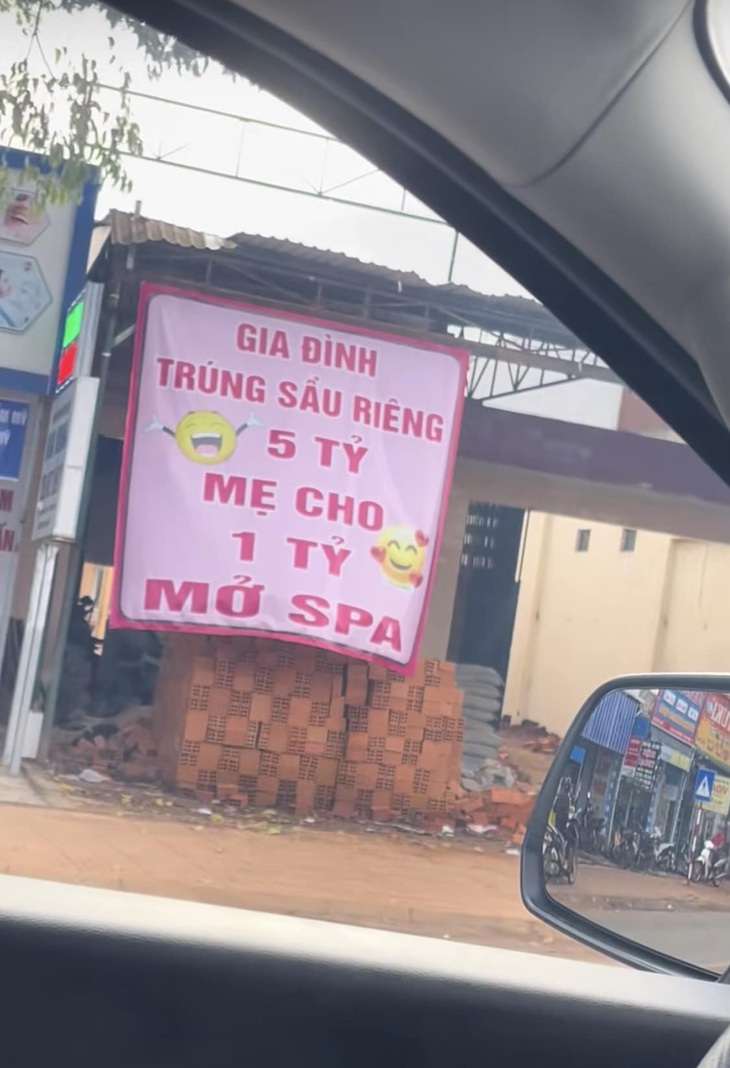 GIA ĐÌNH
TRÚNG SẦU RIÊNG
5 TỶ
MẸ CHO
1 TỶ
MỞ SPA